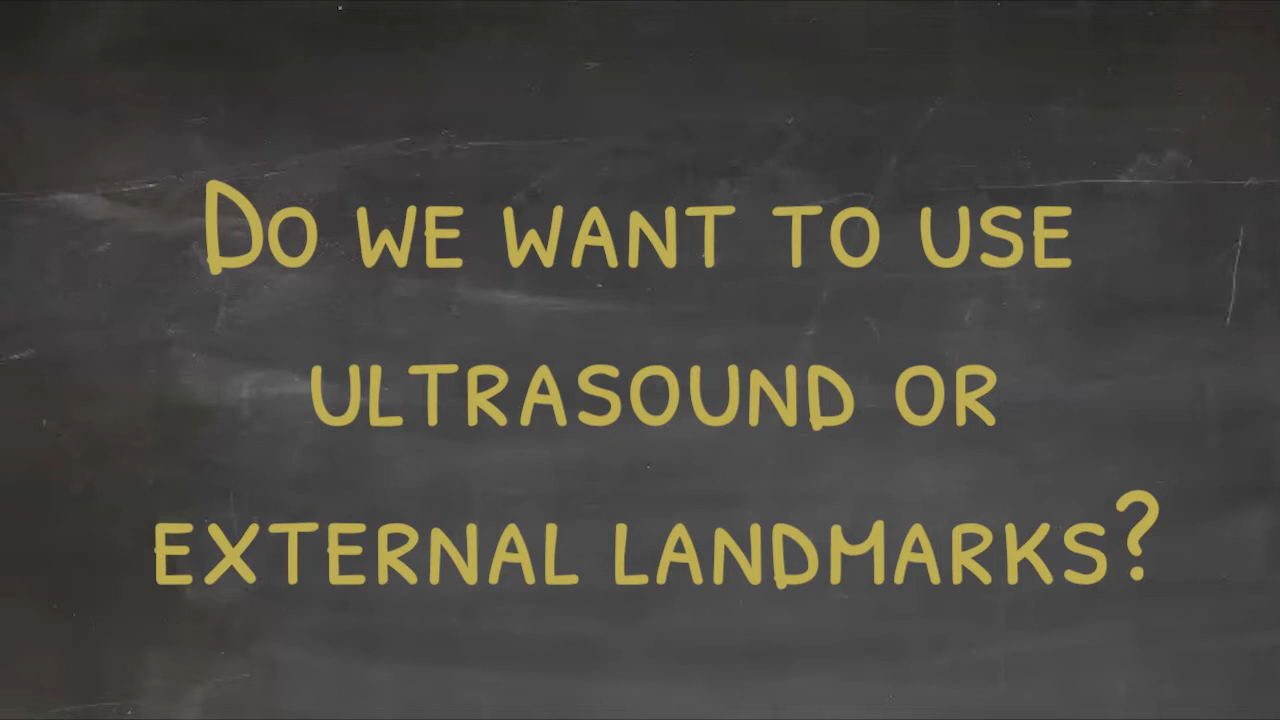 Do we want to use
ultrasound or
external landmarks?